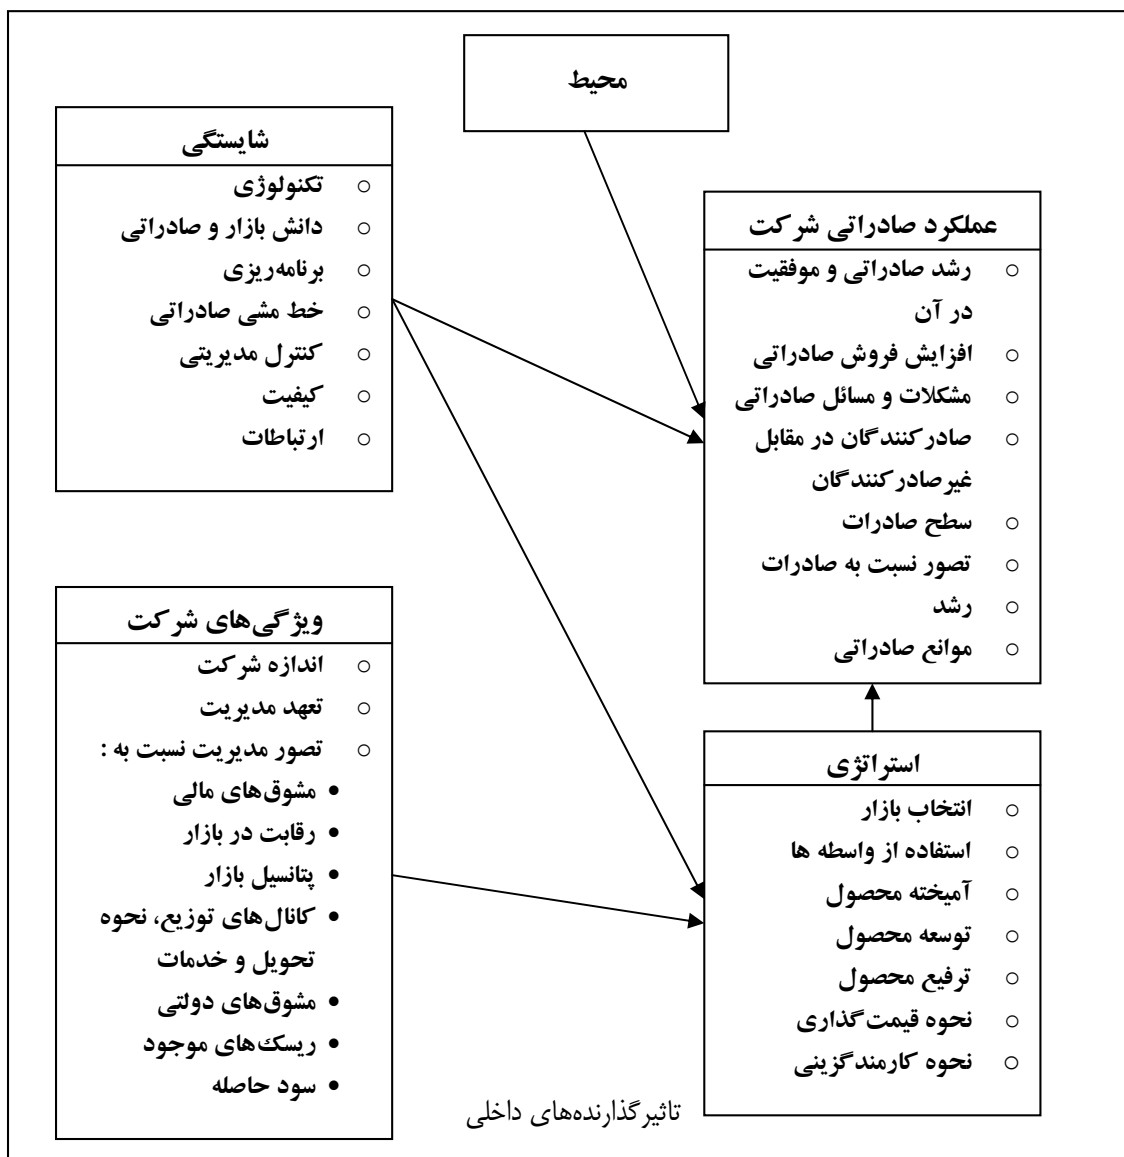 محیط
شایستگی
○ تکنولوژی
○ دانش بازار و صادراتی
○ برنامه‌ریزی
○ خط مشی صادراتی
○ کنترل مدیریتی
○ کیفیت
○ ارتباطات
عملکرد صادراتی شرکت
○ رشد صادراتی و موفقیت
در آن
○ افزایش فروش صادراتی
○ مشکلات و مسائل صادراتی
○ صادرکنندگان در مقابل
غیرصادرکنندگان
○ سطح صادرات
○ تصور نسبت به صادرات
○ رشد
○ موانع صادراتی
ویژگی‌های شرکت
○ اندازه شرکت
○ تعهد مدیریت
○ تصور مدیریت نسبت به :
• مشوق‌های مالی
• رقابت در بازار
• پتانسیل بازار
• کانال‌های توزیع، نحوه
تحویل و خدمات
• مشوق‌های دولتی
• ریسک‌های موجود
• سود حاصله
استراتژی
○ انتخاب بازار
○ استفاده از واسطه ها
○ آمیخته محصول
○ توسعه محصول
○ ترفیع محصول
○ نحوه قیمت‌گذاری
○ نحوه کارمندگزینی
تاثیرگذارنده‌های داخلی